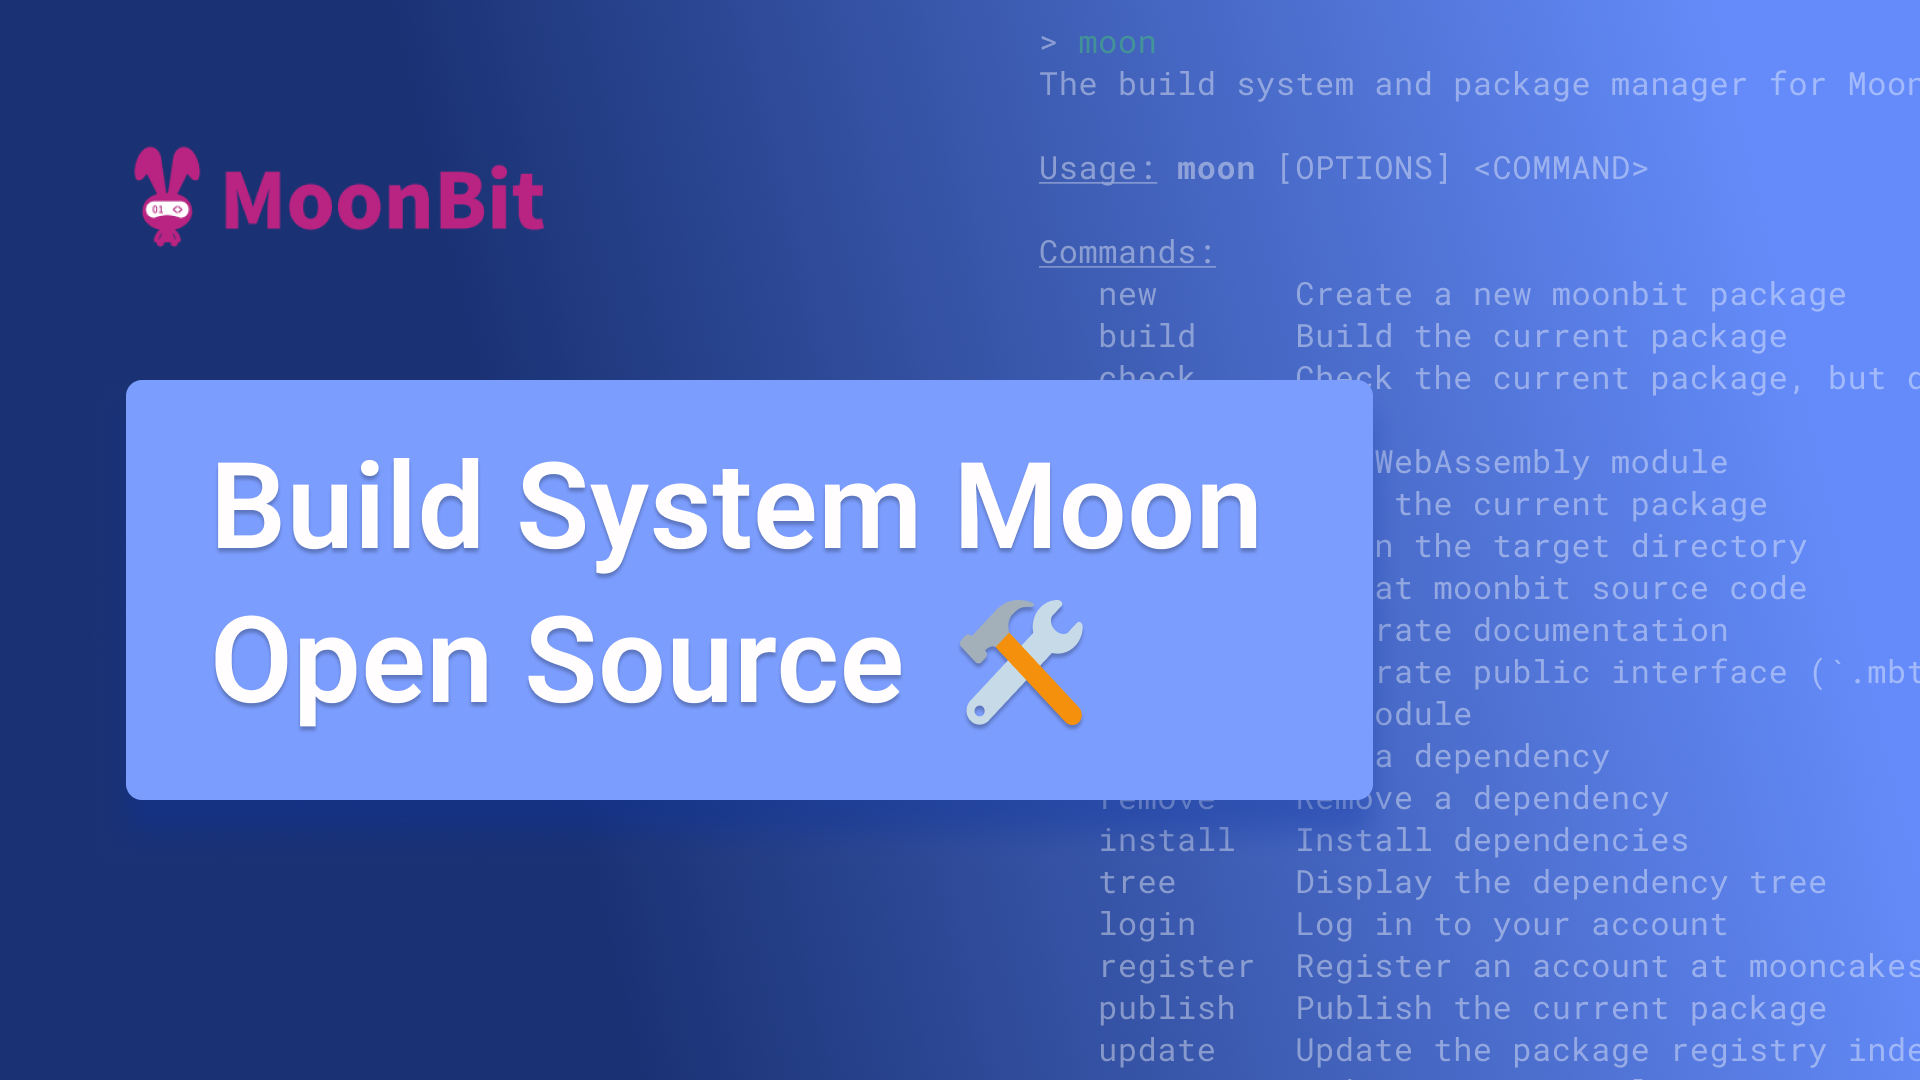 MoonBit
01 <>
Build System Moon
Open Source
> moon
The build system and package manager for Moon
Usage: moon [OPTIONS] <COMMAND>
Commands:
new Create a new moonbit package
build Build the current package
check Check the current package, but
WebAssembly module
the current package
n the target directory
at moonbit source code
rate documentation
rate public interface (`.mbt
odule
a dependency
remove Remove a dependency
install Install dependencies
tree Display the dependency tree
login Log in to your account
register Register an account at mooncakes
publish Publish the current package
update Update the package registry inde